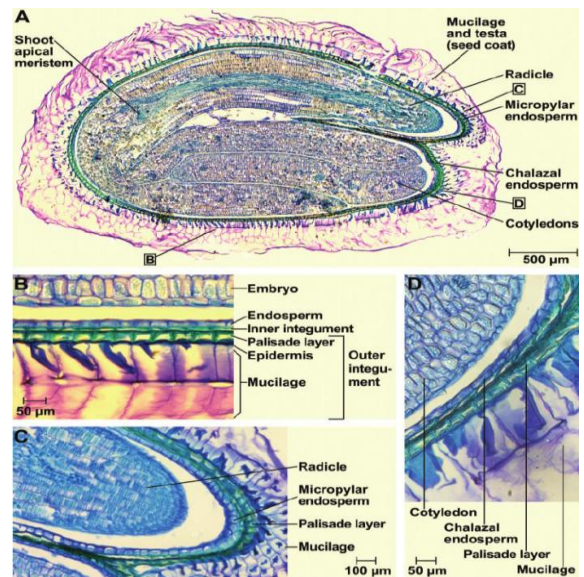 A
Shoot
apical
meristem
Mucilage
and testa
(seed coat)
Radicle
C
Micropylar
endosperm
Chalazal
endosperm
D
Cotyledons
B
500 µm
B
Embryo
Endosperm
Inner integument
Palisade layer
Epidermis
Mucilage
Outer
integu-
ment
50 µm
C
Radicle
Micropylar
endosperm
Palisade layer
Mucilage
100 µm
D
Cotyledon
Chalazal
endosperm
Palisade layer
50 µm
Mucilage